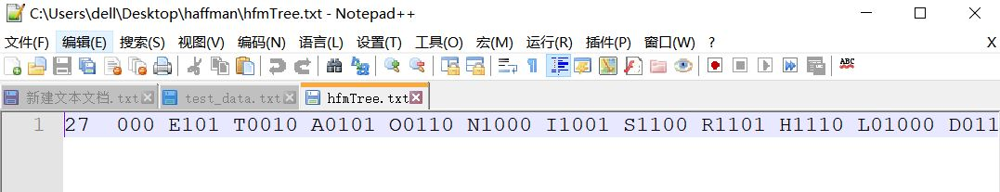 C:\Users\dell\Desktop\haffman\hfmTree.txt - Notepad++
文件(F) 编辑(E) 搜索(S) 视图(V) 编码(N) 语言(L) 设置(T) 工具(O) 宏(M) 运行(R) 插件(P) 窗口(W) ? X
ABC
新建文本文档.txt test_data.txt hfmTree.txt
1 27  000 E101 T0010 A0101 O0110 N1000 I1001 S1100 R1101 H1110 L01000 D011